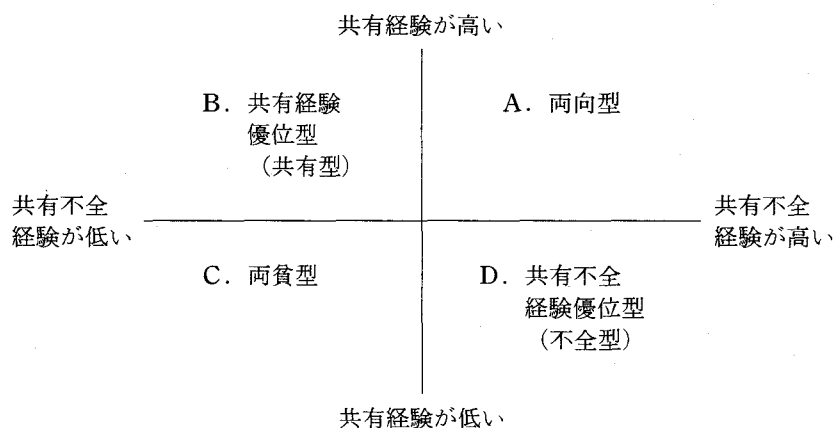 共有経験が高い
B．共有経験
優位型
（共有型）
A．両向型
共有不全
経験が低い
共有不全
経験が高い
C．両貧型
D．共有不全
経験優位型
（不全型）
共有経験が低い